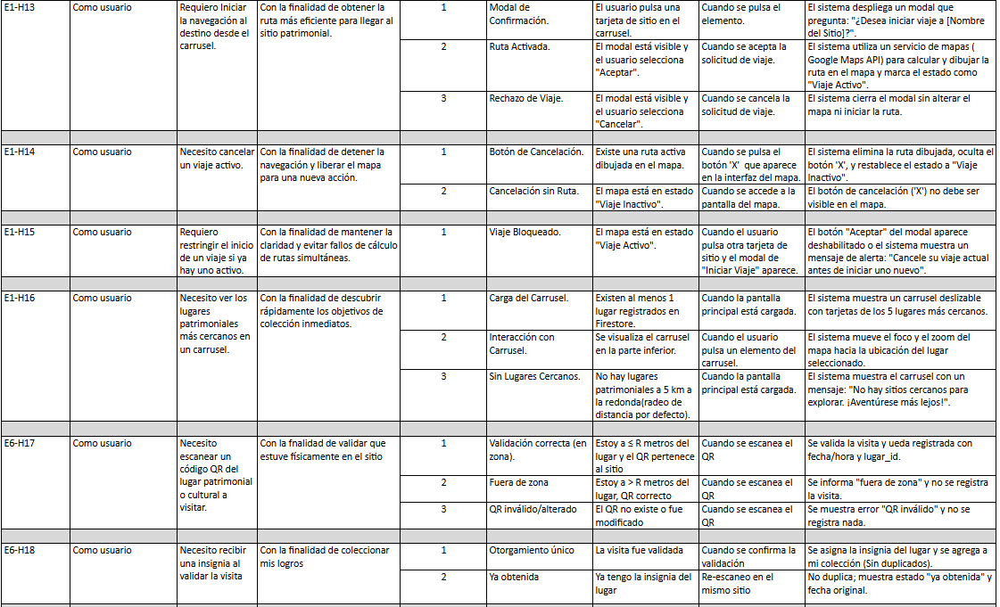 E1-H13
Como usuario
Requiero Iniciar
la navegación al
destino desde el
carrusel.
Con la finalidad de obtener la
ruta más eficiente para llegar al
sitio patrimonial.
1
Modal de
Confirmación.
El usuario pulsa una
tarjeta de sitio en el
carrusel.
Cuando se pulsa el
elemento.
El sistema despliega un modal que
pregunta: "¿Desea iniciar viaje a [Nombre
del Sitio]?".
2
Ruta Activada.
El modal está visible y
el usuario selecciona
"Aceptar".
Cuando se acepta la
solicitud de viaje.
El sistema utiliza un servicio de mapas (
Google Maps API) para calcular y dibujar la
ruta en el mapa y marca el estado como
"Viaje Activo".
3
Rechazo de Viaje.
El modal está visible y
el usuario selecciona
"Cancelar".
Cuando se cancela la
solicitud de viaje.
El sistema cierra el modal sin alterar el
mapa ni iniciar la ruta.
E1-H14
Como usuario
Necesito cancelar
un viaje activo.
Con la finalidad de detener la
navegación y liberar el mapa
para una nueva acción.
1
Botón de Cancelación.
Existe una ruta activa
dibujada en el mapa.
Cuando se pulsa el
botón 'X' que aparece
en la interfaz del mapa.
El sistema elimina la ruta dibujada, oculta el
botón 'X', y restablece el estado a "Viaje
Inactivo".
2
Cancelación sin Ruta.
El mapa está en estado
"Viaje Inactivo".
Cuando se accede a la
pantalla del mapa.
El botón de cancelación ('X') no debe ser
visible en el mapa.
E1-H15
Como usuario
Requiero
restringir el inicio
de un viaje si ya
hay uno activo.
Con la finalidad de mantener la
claridad y evitar fallos de cálculo
de rutas simultáneas.
1
Viaje Bloqueado.
El mapa está en estado
"Viaje Activo".
Cuando el usuario
pulsa otra tarjeta de
sitio y el modal de
"Iniciar Viaje" aparece.
El botón "Aceptar" del modal aparece
deshabilitado o el sistema muestra un
mensaje de alerta: "Cancele su viaje actual
antes de iniciar uno nuevo".
E1-H16
Como usuario
Necesito ver los
lugares
patrimoniales
más cercanos en
un carrusel.
Con la finalidad de descubrir
rápidamente los objetivos de
colección inmediatos.
1
Carga del Carrusel.
Existen al menos 1
lugar registrados en
Firestore.
Cuando la pantalla
principal está cargada.
El sistema muestra un carrusel deslizable
con tarjetas de los 5 lugares más cercanos.
2
Interacción con
Carrusel.
Se visualiza el carrusel
en la parte inferior.
Cuando el usuario
pulsa un elemento del
carrusel.
El sistema mueve el foco y el zoom del
mapa hacia la ubicación del lugar
seleccionado.
3
Sin Lugares Cercanos.
No hay lugares
patrimoniales a 5 km a
la redonda(radeo de
distancia por defecto).
Cuando la pantalla
principal está cargada.
El sistema muestra el carrusel con un
mensaje: "No hay sitios cercanos para
explorar. ¡Aventúrese más lejos!".
E6-H17
Como usuario
Necesito
escanear un
código QR del
lugar patrimonial
o cultural a
visitar.
Con la fnalidad de validar que
estuve físicamente en el sitio
1
Validación correcta (en
zona).
Estoy a ≤ R metros del
lugar y el QR pertenece
al sitio
Cuando se escanea el
QR
Se valida la visita y ueda registrada con
fecha/hora y lugar_id.
2
Fuera de zona
Estoy a > R metros del
lugar, QR correcto
Cuando se escanea el
QR
Se informa "fuera de zona" y no se registra
la visita.
3
QR inválido/alterado
El QR no existe o fue
modificado
Cuando se escanea el
QR
Se muestra error "QR inválido" y no se
registra nada.
E6-H18
Como usuario
Necesito recibir
una insignia al
validar la visita
Con la finalidad de coleccionar
mis logros
1
Otorgamiento único
La visita fue validada
Cuando se confirma la
validación
Se asigna la insignia del lugar y se agrega a
mi colección (Sin duplicados).
2
Ya obtenida
Ya tengo la insignia del
lugar
Re-escaneo en el
mismo sitio
No duplica; muestra estado "ya obtenida" y
fecha original.